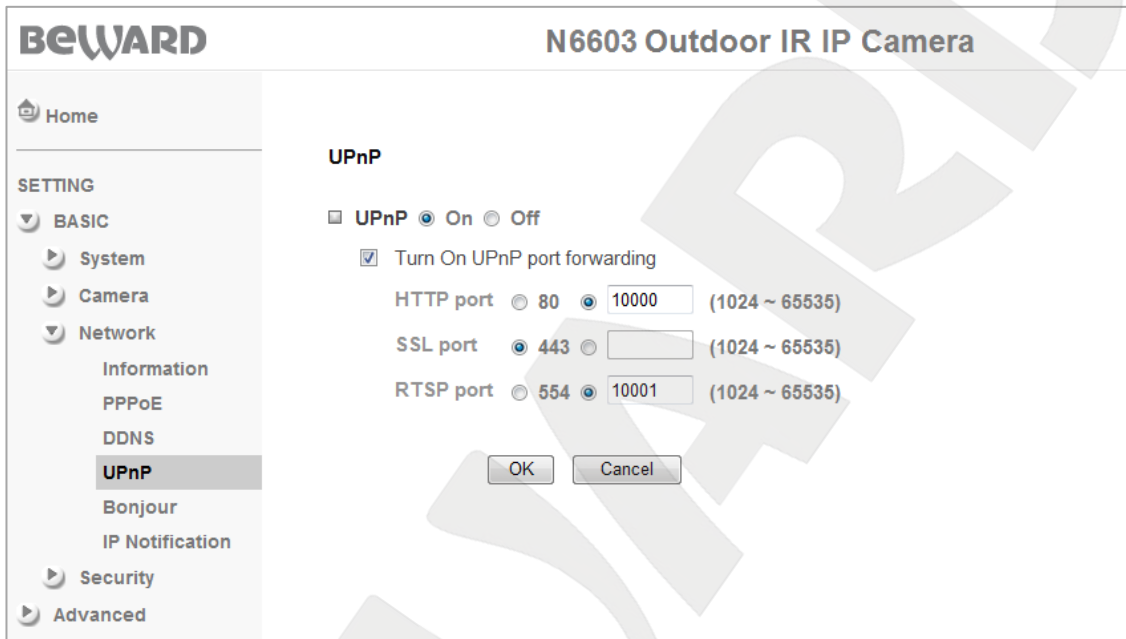 BEWARD
N6603 Outdoor IR IP Camera
Home
SETTING
BASIC
System
Camera
Network
Information
PPPoE
DDNS
UPnP
Bonjour
IP Notification
Security
Advanced
UPnP
UPnP On Off
Turn On UPnP port forwarding
HTTP port 80 10000 (1024 ~ 65535)
SSL port 443 (1024 ~ 65535)
RTSP port 554 10001 (1024 ~ 65535)
OK Cancel